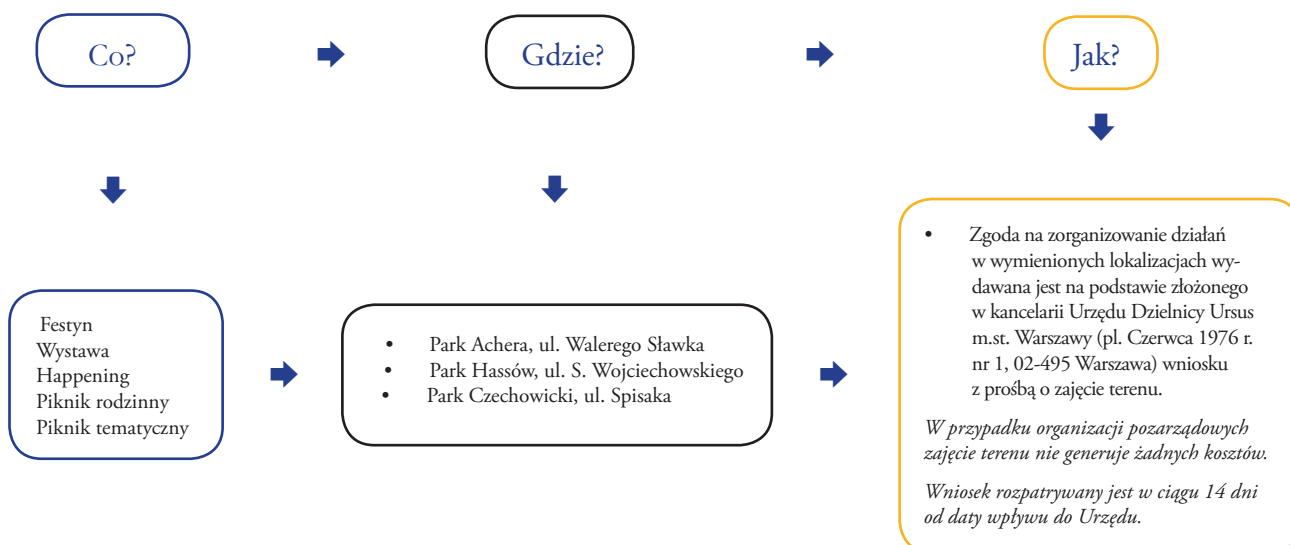 Co?
Gdzie?
Jak?
Festyn
Wystawa
Happening
Piknik rodzinny
Piknik tematyczny
• Park Achera, ul. Walerego Sławka
• Park Hassów, ul. S. Wojciechowskiego
• Park Czechowicki, ul. Spisaka
• Zgoda na zorganizowanie działań
w wymienionych lokalizacjach wy-
dawana jest na podstawie złożonego
w kancelarii Urzędu Dzielnicy Ursus
m.st. Warszawy (pl. Czerwca 1976 r.
nr 1, 02-495 Warszawa) wniosku
z prośbą o zajęcie terenu.
W przypadku organizacji pozarządowych
zajęcie terenu nie generuje żadnych kosztów.
Wniosek rozpatrywany jest w ciągu 14 dni
od daty wpływu do Urzędu.